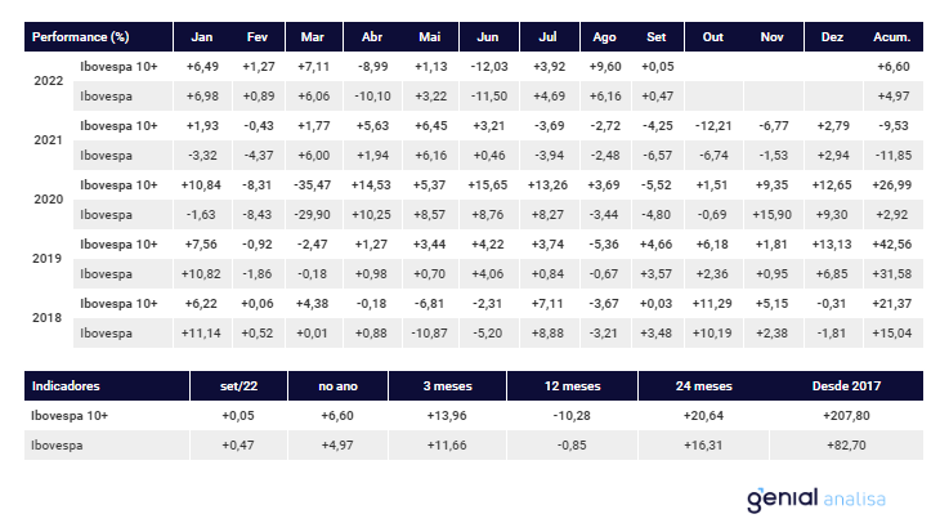 Performance (%) Jan Fev Mar Abr Mai Jun Jul Ago Set Out Nov Dez Acum.
2022 Ibovespa 10+ +6,49 +1,27 +7,11 -8,99 +1,13 -12,03 +3,92 +9,60 +0,05 +6,60
Ibovespa +6,98 +0,89 +6,06 -10,10 +3,22 -11,50 +4,69 +6,16 +0,47 +4,97
2021 Ibovespa 10+ +1,93 -0,43 +1,77 +5,63 +6,45 +3,21 -3,69 -2,72 -4,25 -12,21 -6,77 +2,79 -9,53
Ibovespa -3,32 -4,37 +6,00 +1,94 +6,16 +0,46 -3,94 -2,48 -6,57 -6,74 -1,53 +2,94 -11,85
2020 Ibovespa 10+ +10,84 -8,31 -35,47 +14,53 +5,37 +15,65 +13,26 +3,69 -5,52 +1,51 +9,35 +12,65 +26,99
Ibovespa -1,63 -8,43 -29,90 +10,25 +8,57 +8,76 +8,27 -3,44 -4,80 -0,69 +15,90 +9,30 +2,92
2019 Ibovespa 10+ +7,56 -0,92 -2,47 +1,27 +3,44 +4,22 +3,74 -5,36 +4,66 +6,18 +1,81 +13,13 +42,56
Ibovespa +10,82 -1,86 -0,18 +0,98 +0,70 +4,06 +0,84 -0,67 +3,57 +2,36 +0,95 +6,85 +31,58
2018 Ibovespa 10+ +6,22 +0,06 +4,38 -0,18 -6,81 -2,31 +7,11 -3,67 +0,03 +11,29 +5,15 -0,31 +21,37
Ibovespa +11,14 +0,52 +0,01 +0,88 -10,87 -5,20 +8,88 -3,21 +3,48 +10,19 +2,38 -1,81 +15,04
Indicadores set/22 no ano 3 meses 12 meses 24 meses Desde 2017
Ibovespa 10+ +0,05 +6,60 +13,96 -10,28 +20,64 +207,80
Ibovespa +0,47 +4,97 +11,66 -0,85 +16,31 +82,70
genial analisa